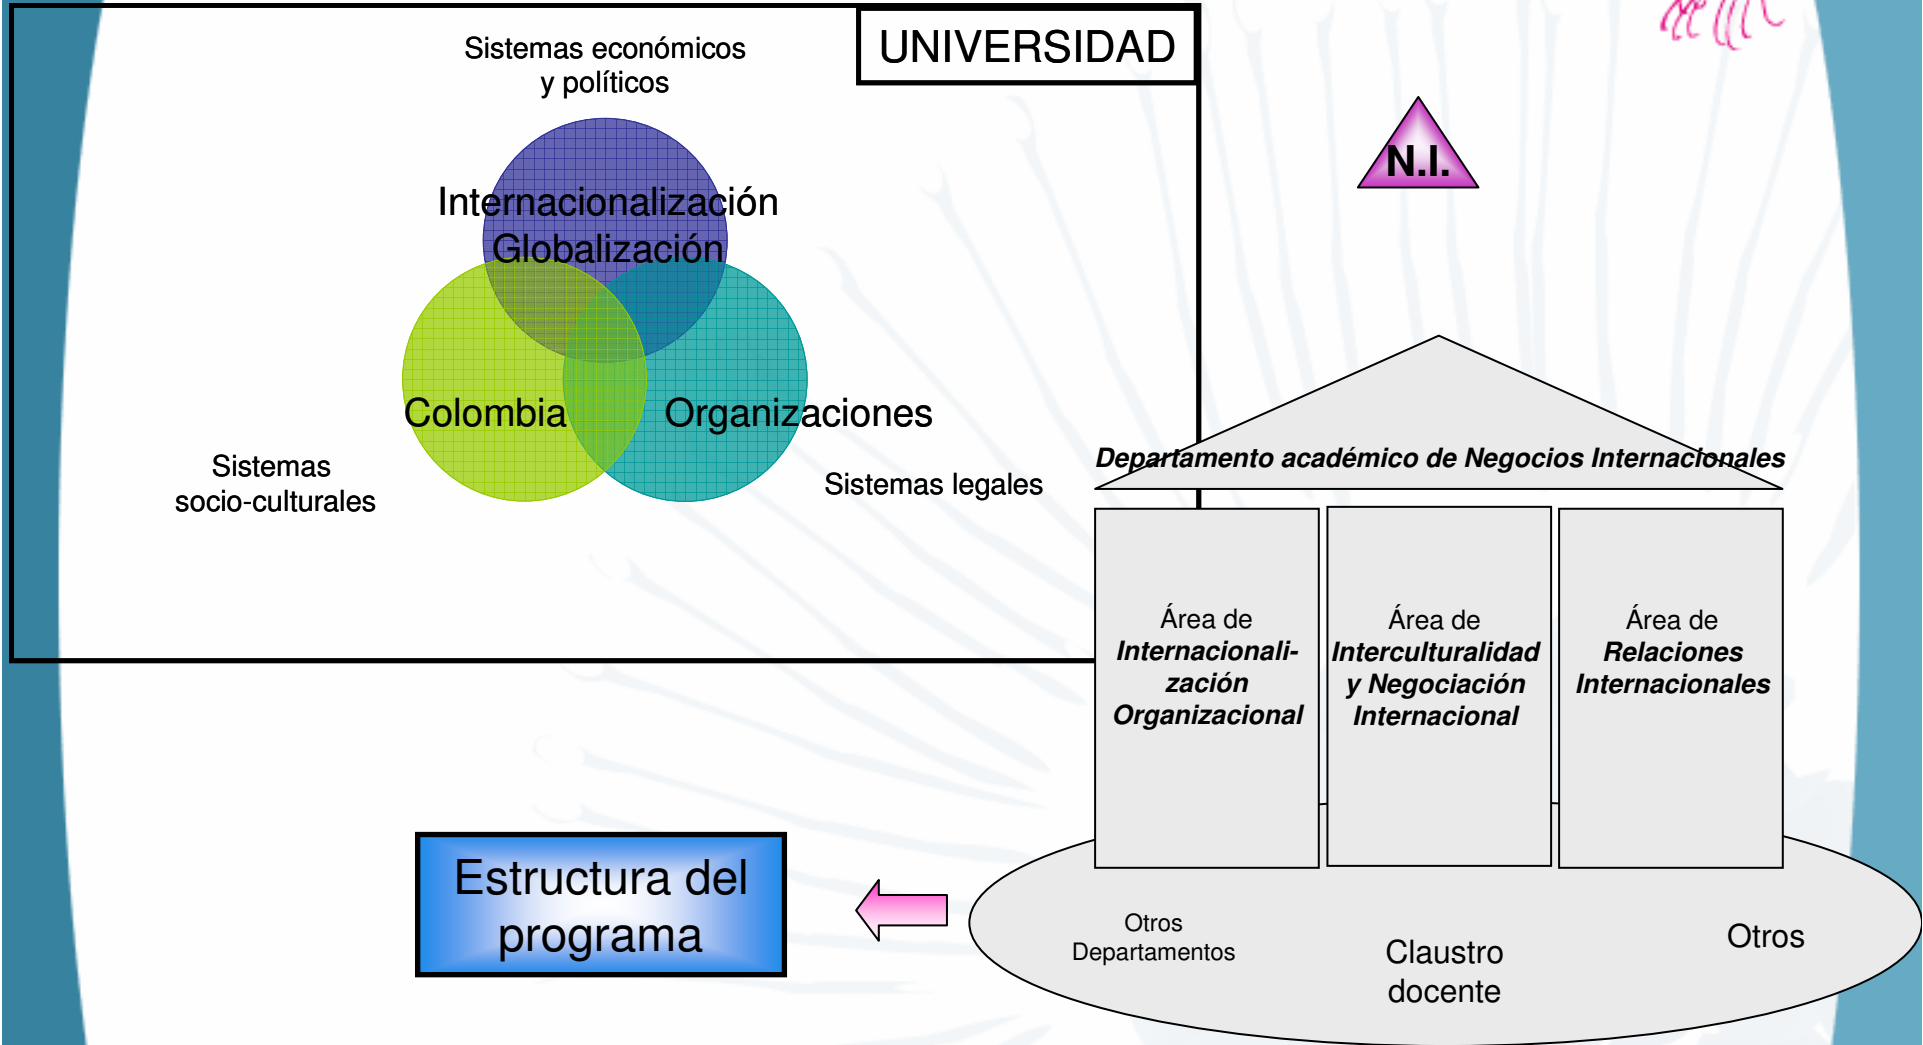 UNIVERSIDAD
Sistemas económicos
y políticos
Internacionalización
Globalización
Colombia
Organizaciones
Sistemas
socio-culturales
Sistemas legales
N.I.
Departamento académico de Negocios Internacionales
Área de
Internacionali-
zación
Organizacional
Área de
Interculturalidad
y Negociación
Internacional
Área de
Relaciones
Internacionales
Estructura del
programa
Otros
Departamentos
Claustro
docente
Otros